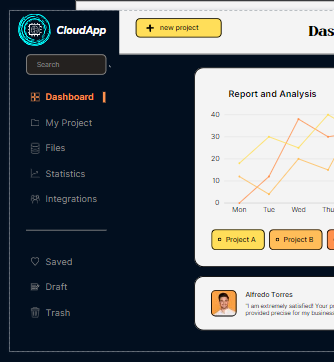 CloudApp
+ new project
Das
Search
Dashboard
My Project
Files
Statistics
Integrations
Saved
Draft
Trash
Report and Analysis
40
30
20
10
0
Mon Tue Wed Thu
Project A
Project B
Alfredo Torres
"I am extremely satisfied! Your pr
provided precise for my business